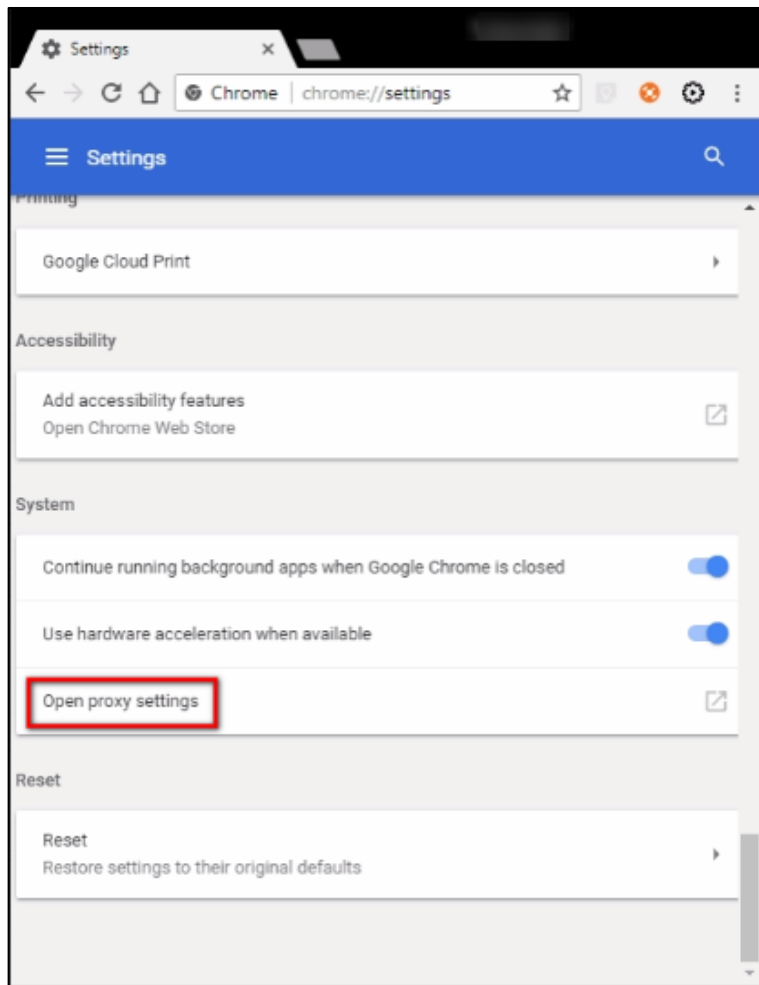 Settings
Chrome | chrome://settings
Settings
Printing
Google Cloud Print
Accessibility
Add accessibility features
Open Chrome Web Store
System
Continue running background apps when Google Chrome is closed
Use hardware acceleration when available
Open proxy settings
Reset
Reset
Restore settings to their original defaults